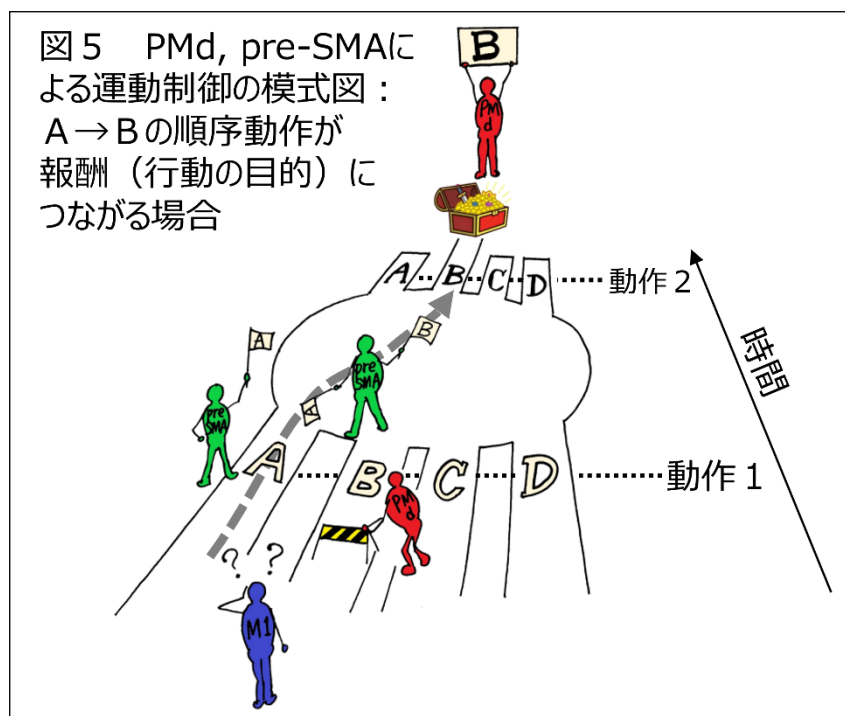 図５　PMd, pre-SMAに
よる運動制御の模式図：
Ａ→Ｂの順序動作が
報酬（行動の目的）に
つながる場合
B
PMd
A B C D …… 動作２
A
B
pre SMA
pre SMA
A
時間
A B C D …… 動作１
PMd
? ?
M1